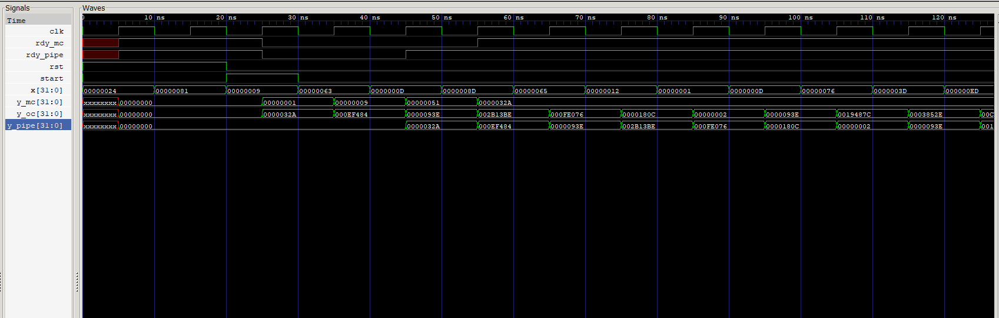 Signals Waves
Time 0 10 ns 20 ns 30 ns 40 ns 50 ns 60 ns 70 ns 80 ns 90 ns 100 ns 110 ns 120 ns
clk
rdy_mc
rdy_pipe
rst
start
x[31:0] 00000024 00000081 00000009 00000063 0000000D 0000008D 00000065 00000012 00000001 0000000D 00000076 0000003D 000000ED
y_mc[31:0] xxxxxxxx 00000000 00000001 00000009 00000051 0000032A
y_oc[31:0] xxxxxxxx 00000000 0000032A 000EF484 0000093E 002B13BE 000FE076 0000180C 00000002 0000093E 0019487C 0003852E 00C
y_pipe[31:0] xxxxxxxx 00000000 0000032A 000EF484 0000093E 002B13BE 000FE076 0000180C 00000002 0000093E 001